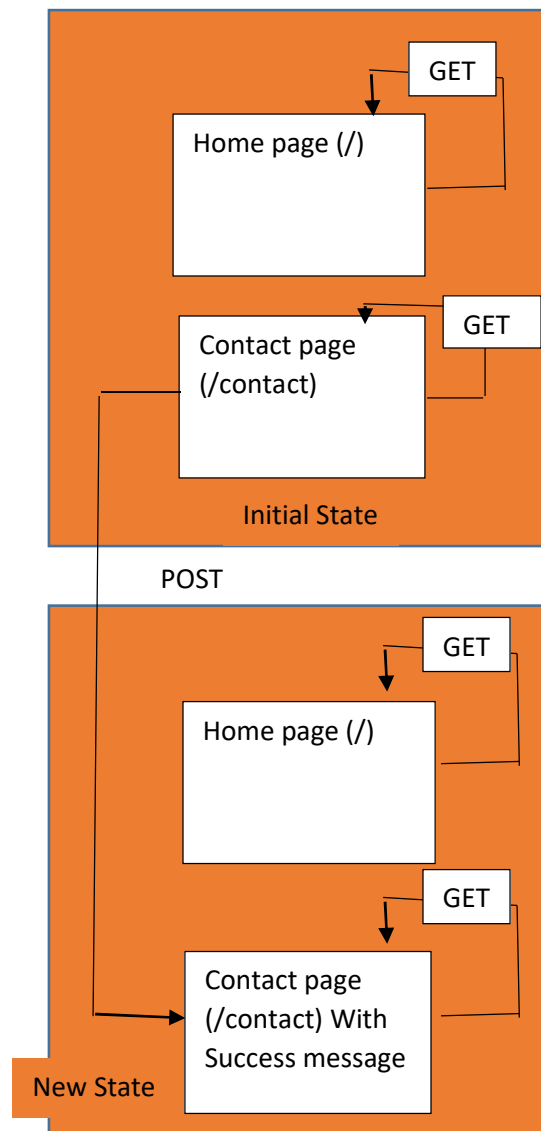 GET
Home page (/)
GET
Contact page
(/contact)
Initial State
POST
GET
Home page (/)
GET
Contact page
(/contact) With
Success message
New State